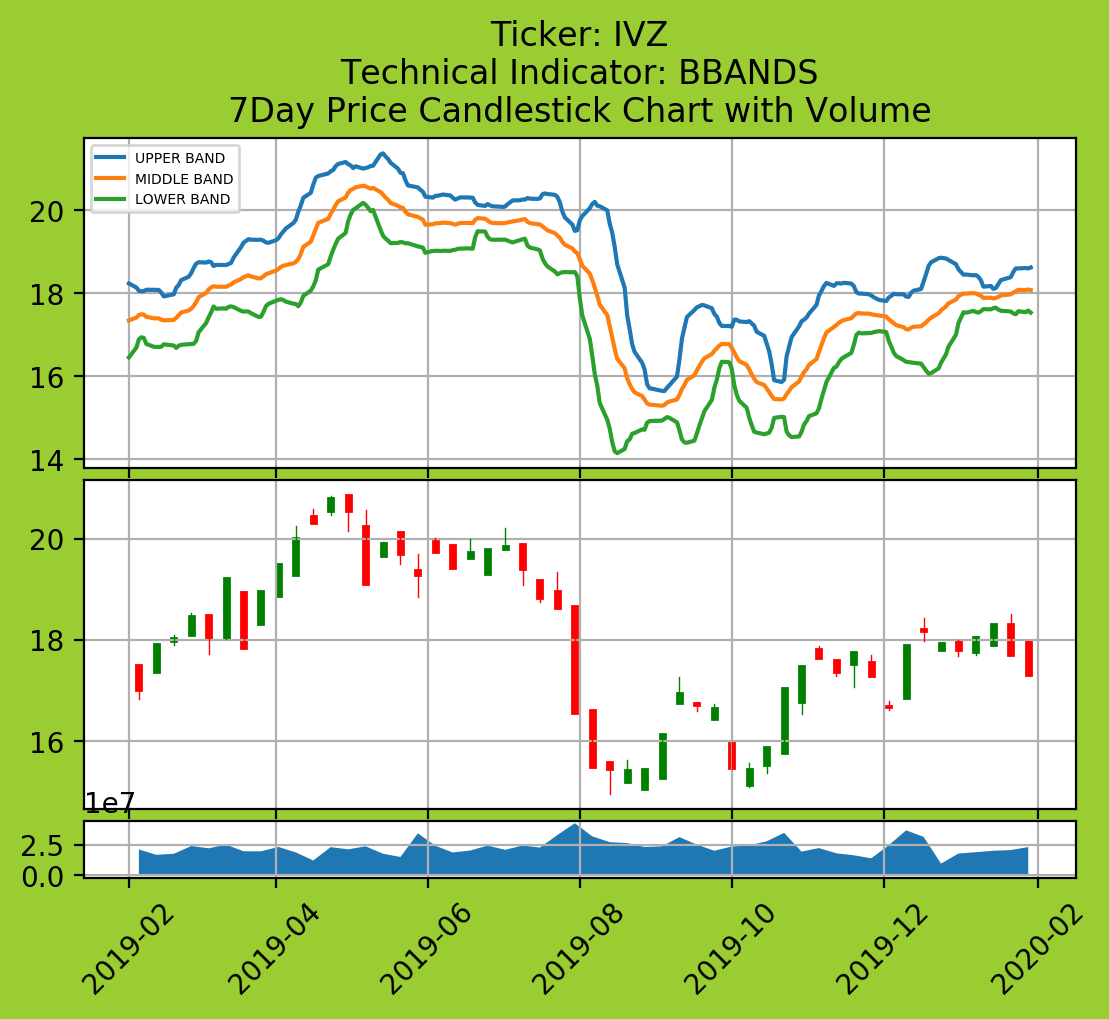 Ticker: IVZ
Technical Indicator: BBANDS
7Day Price Candlestick Chart with Volume
UPPER BAND
MIDDLE BAND
LOWER BAND
20
18
16
14
20
18
16
1e7
2.5
0.0
2019-02
2019-04
2019-06
2019-08
2019-10
2019-12
2020-02